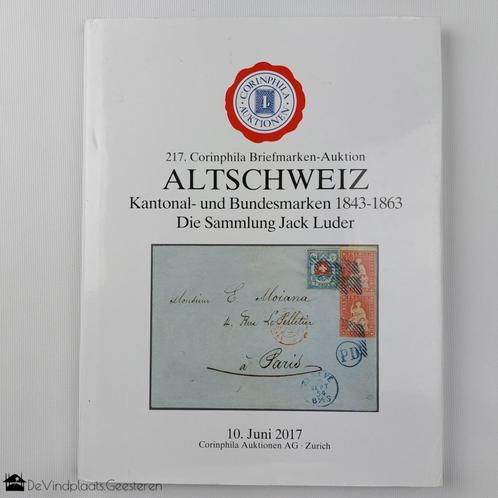 CORINPHILA
AUKTIONEN
217. Corinphila Briefmarken-Auktion
ALTSCHWEIZ
Kantonal- und Bundesmarken 1843-1863
Die Sammlung Jack Luder
Monsieur E. Moiana
4. Rue Le Pelletier
à Paris
PD
10. Juni 2017
Corinphila Auktionen AG · Zurich
DeVindplaats.Geesteren